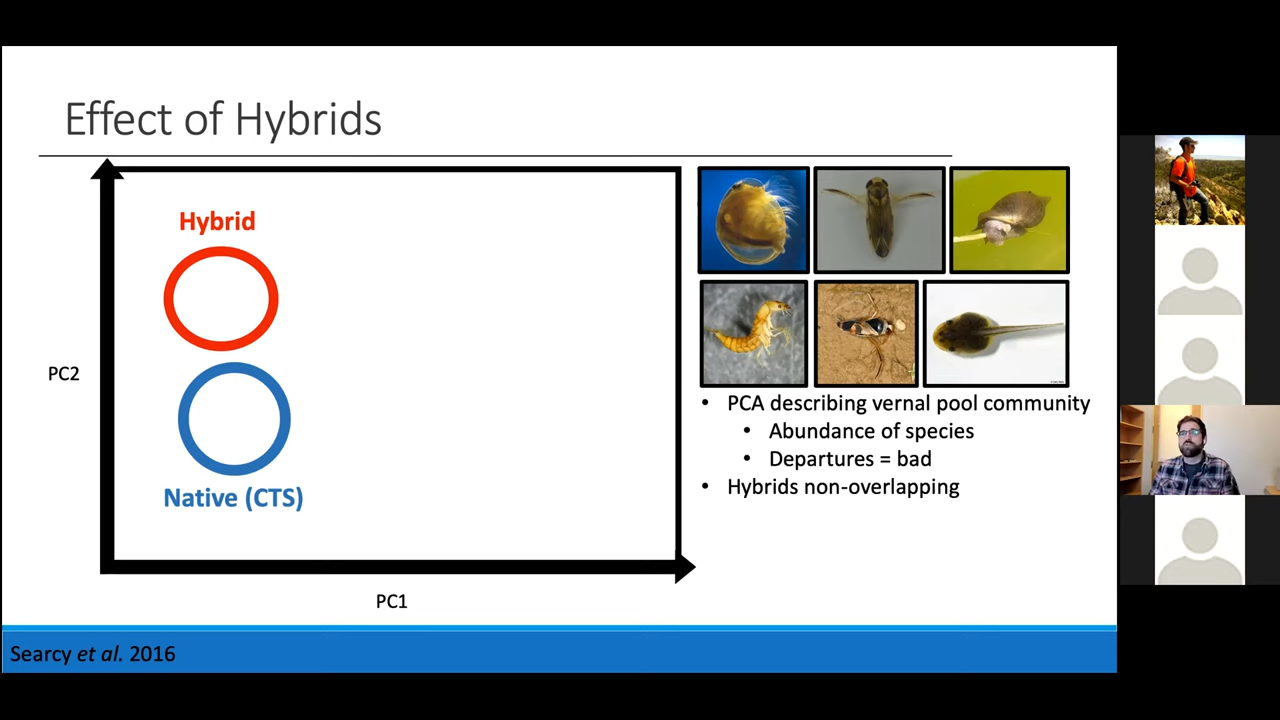 Effect of Hybrids
Hybrid
PC2
Native (CTS)
PC1
• PCA describing vernal pool community
• Abundance of species
• Departures = bad
• Hybrids non-overlapping
Searcy et al. 2016